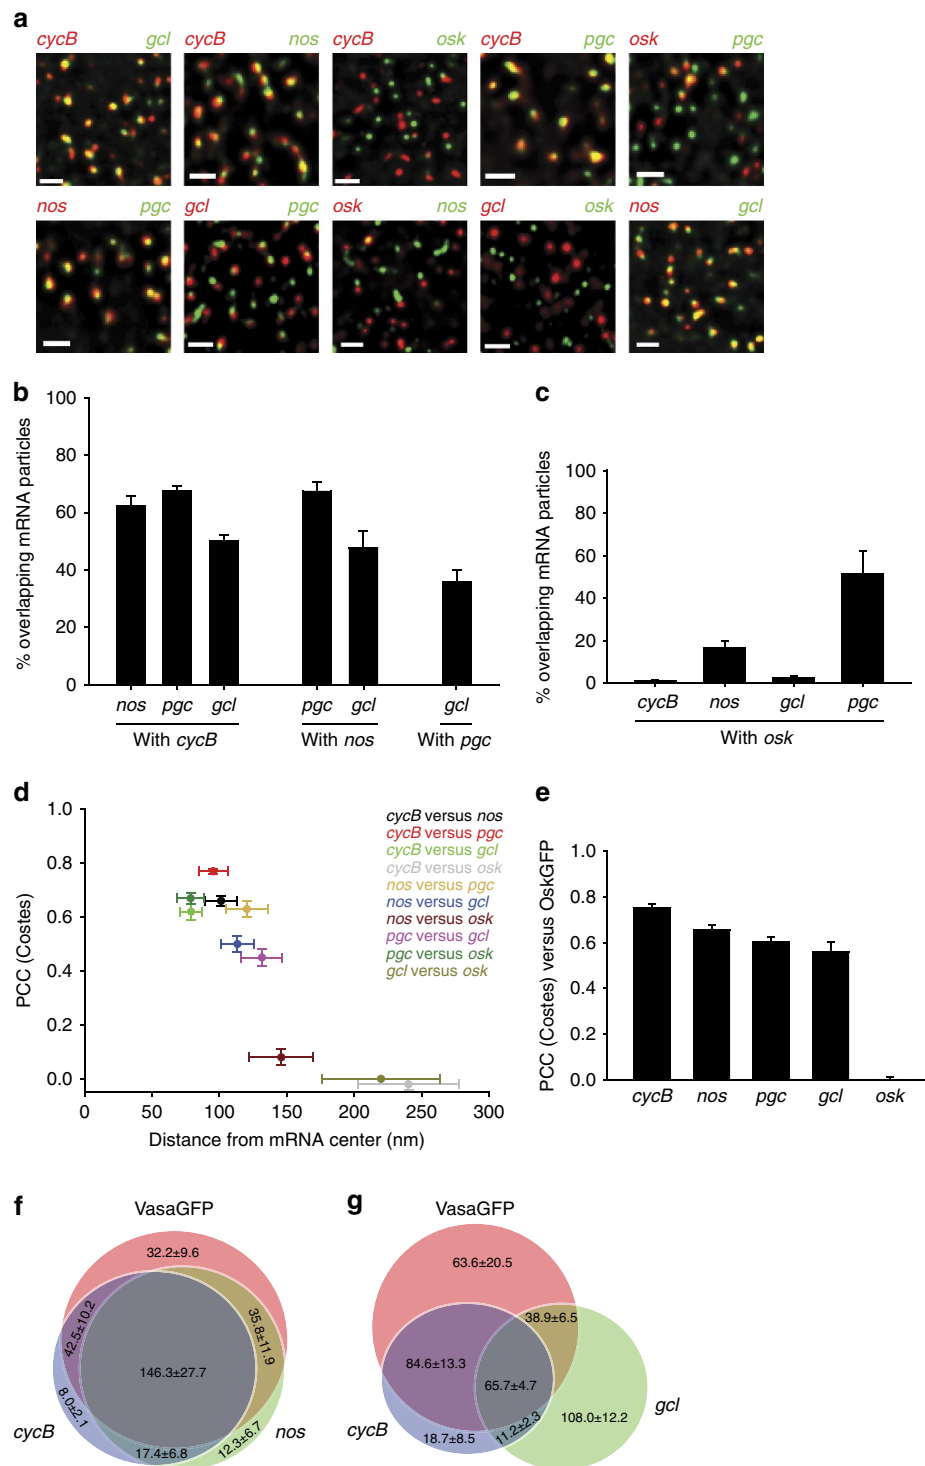 a
cycB gcl cycB nos cycB osk cycB pgc osk pgc
nos pgc gcl pgc osk nos gcl osk nos gcl
b
100
80
60
40
20
0
% overlapping mRNA particles
nos pgc gcl pgc gcl gcl
With cycB With nos With pgc
c
100
80
60
40
20
0
% overlapping mRNA particles
cycB nos gcl pgc
With osk
d
1.0
0.8
0.6
0.4
0.2
0.0
PCC (Costes)
0 50 100 150 200 250 300
Distance from mRNA center (nm)
cycB versus nos
cycB versus pgc
cycB versus gcl
cycB versus osk
nos versus pgc
nos versus gcl
nos versus osk
pgc versus gcl
pgc versus osk
gcl versus osk
e
1.0
0.8
0.6
0.4
0.2
0.0
PCC (Costes) versus OskGFP
cycB nos pgc gcl osk
f
VasaGFP
32.2±9.6
42.5±10.2
35.8±11.9
146.3±27.7
8.0±2.1
17.4±6.8
12.3±6.7
cycB
nos
g
VasaGFP
63.6±20.5
38.9±6.5
84.6±13.3
65.7±4.7
108.0±12.2
11.2±2.3
18.7±8.5
cycB
gcl